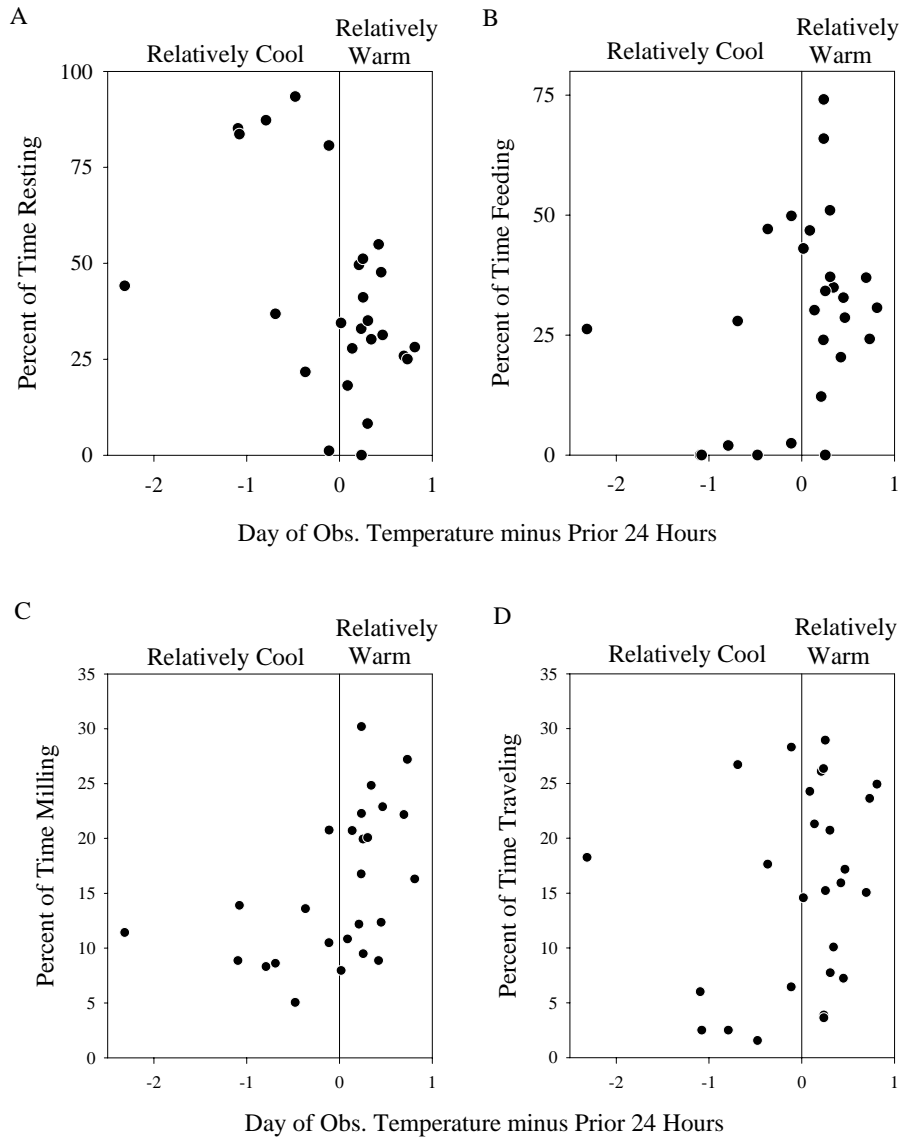 A
Relatively Cool
Relatively
Warm
100
75
50
25
0
Percent of Time Resting
-2
-1
0
1
B
Relatively Cool
Relatively
Warm
75
50
25
0
Percent of Time Feeding
-2
-1
0
1
Day of Obs. Temperature minus Prior 24 Hours
C
Relatively Cool
Relatively
Warm
35
30
25
20
15
10
5
0
Percent of Time Milling
-2
-1
0
1
D
Relatively Cool
Relatively
Warm
35
30
25
20
15
10
5
0
Percent of Time Traveling
-2
-1
0
1
Day of Obs. Temperature minus Prior 24 Hours